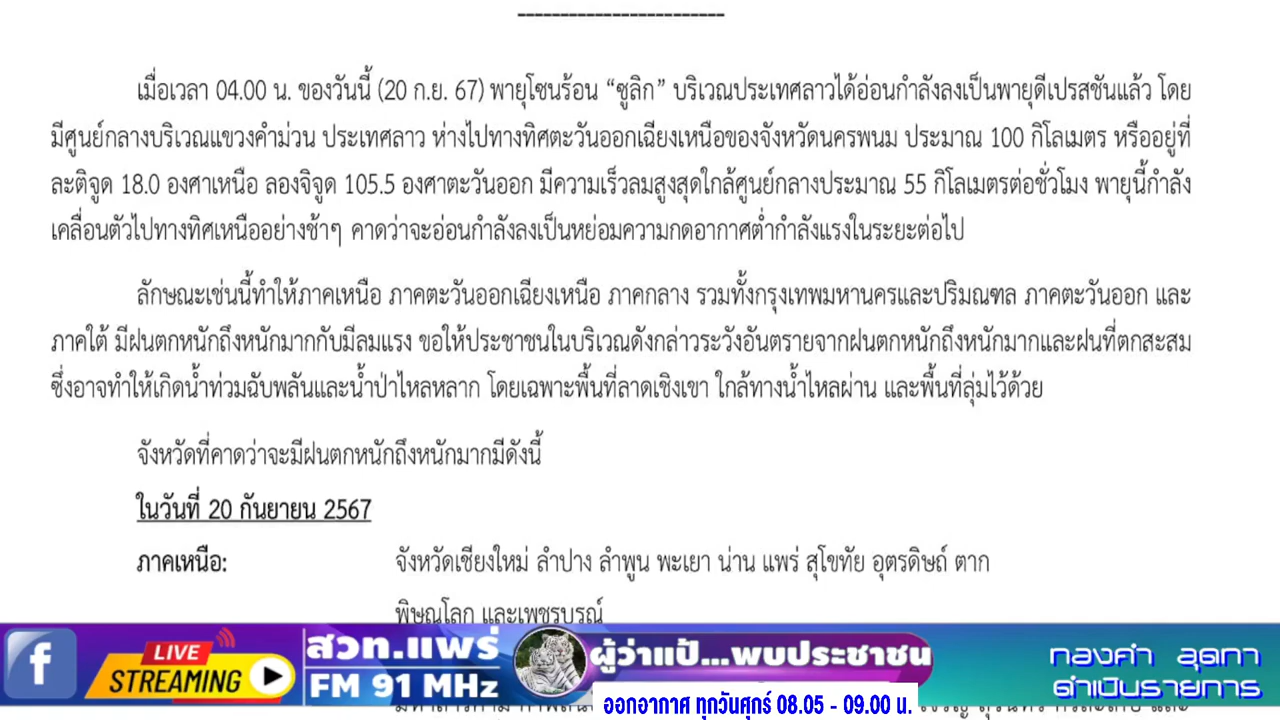 เมื่อเวลา 04.00 น. ของวันนี้ (20 ก.ย. 67) พายุโซนร้อน “ซูลิก” บริเวณประเทศลาวได้อ่อนกำลังลงเป็นพายุดีเปรสชันแล้ว โดย
มีศูนย์กลางบริเวณแขวงคำม่วน ประเทศลาว ห่างไปทางทิศตะวันออกเฉียงเหนือของจังหวัดนครพนม ประมาณ 100 กิโลเมตร หรืออยู่ที่
ละติจูด 18.0 องศาเหนือ ลองจิจูด 105.5 องศาตะวันออก มีความเร็วลมสูงสุดใกล้ศูนย์กลางประมาณ 55 กิโลเมตรต่อชั่วโมง พายุนี้กำลัง
เคลื่อนตัวไปทางทิศเหนืออย่างช้าๆ คาดว่าจะอ่อนกำลังลงเป็นหย่อมความกดอากาศต่ำกำลังแรงในระยะต่อไป
ลักษณะเช่นนี้ทำให้ภาคเหนือ ภาคตะวันออกเฉียงเหนือ ภาคกลาง รวมทั้งกรุงเทพมหานครและปริมณฑล ภาคตะวันออก และ
ภาคใต้ มีฝนตกหนักถึงหนักมากกับมีลมแรง ขอให้ประชาชนในบริเวณดังกล่าวระวังอันตรายจากฝนตกหนักถึงหนักมากและฝนที่ตกสะสม
ซึ่งอาจทำให้เกิดน้ำท่วมฉับพลันและน้ำป่าไหลหลาก โดยเฉพาะพื้นที่ลาดเชิงเขา ใกล้ทางน้ำไหลผ่าน และพื้นที่ลุ่มไว้ด้วย
จังหวัดที่คาดว่าจะมีฝนตกหนักถึงหนักมากมีดังนี้
ในวันที่ 20 กันยายน 2567
ภาคเหนือ: จังหวัดเชียงใหม่ ลำปาง ลำพูน พะเยา น่าน แพร่ สุโขทัย อุตรดิษถ์ ตาก
พิษณุโลก และเพชรบูรณ์
f LIVE STREAMING
สวท.แพร่
FM 91 MHz
ผู้ว่าแป้...พบประชาชน
ออกอากาศ ทุกวันศุกร์ 08.05 - 09.00 น.
ทองคำ สุดกา
ดำเนินรายการ